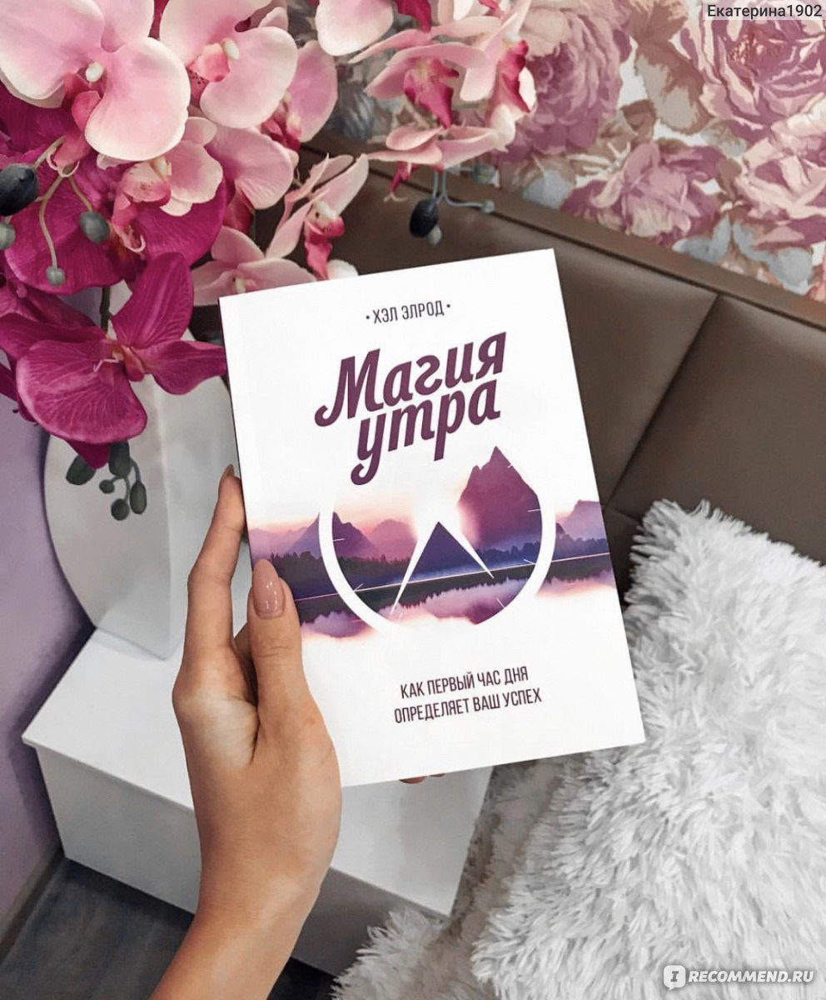 Екатерина1902
• ХЭЛ ЭЛРОД •
Магия
утра
КАК ПЕРВЫЙ ЧАС ДНЯ
ОПРЕДЕЛЯЕТ ВАШ УСПЕХ
I RECOMMEND.RU